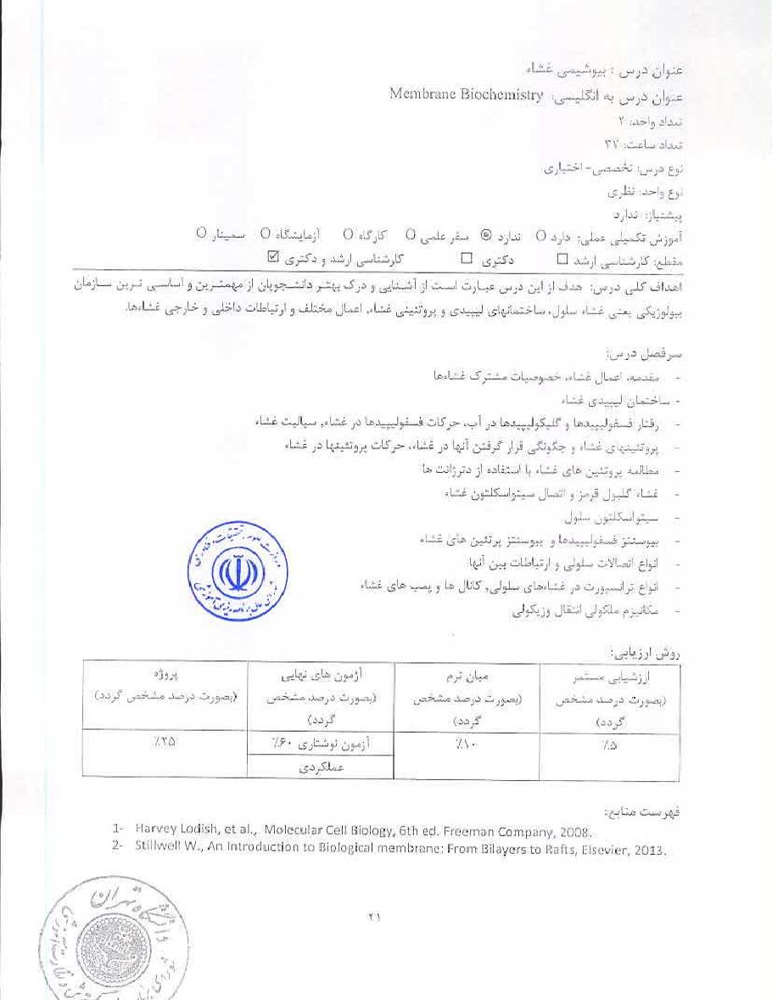 عنوان درس : بیوشیمی غشاء
عنوان درس به انگلیسی: Membrane Biochemistry
تعداد واحد: ۲
تعداد ساعت: ۳۲
نوع درس: تخصصی- اختیاری
نوع واحد: نظری
پیشنیاز: ندارد
آموزش تکمیلی عملی: دارد ندارد سفر علمی کارگاه آزمایشگاه سمینار
مقطع: کارشناسی ارشد دکتری کارشناسی ارشد و دکتری
اهداف کلی درس: هدف از این درس عبارت است از آشنایی و درک بهتر دانشجویان از مهمترین و اساسی ترین سازمان
بیولوژیکی یعنی غشاء سلول، ساختمانهای لیپیدی و پروتئینی غشاء، اعمال مختلف و ارتباطات داخلی و خارجی غشاءها.
سرفصل درس:
- مقدمه، اعمال غشاء، خصوصیات مشترک غشاءها
- ساختمان لیپیدی غشاء
- رفتار فسفولیپیدها و گلیکولیپیدها در آب، حرکات فسفولیپیدها در غشاء، سیالیت غشاء
- پروتئینهای غشاء و چگونگی قرار گرفتن آنها در غشاء، حرکات پروتئینها در غشاء
- مطالعه پروتئین های غشاء با استفاده از دترژانت ها
- غشاء گلبول قرمز و اتصال سیتواسکلتون غشاء
- سیتواسکلتون سلول
- بیوسنتز فسفولیپیدها و بیوسنتز پرتئین های غشاء
- انواع اتصالات سلولی و ارتباطات بین آنها
- انواع ترانسپورت در غشاءهای سلولی، کانال ها و پمپ های غشاء
- مکانیزم ملکولی انتقال وزیکولی
روش ارزیابی:
ارزشیابی مستمر (بصورت درصد مشخص گردد)
میان ترم (بصورت درصد مشخص گردد)
آزمون های نهایی (بصورت درصد مشخص گردد)
پروژه (بصورت درصد مشخص گردد)
٪۵
٪۱۰
آزمون نوشتاری ۶۰٪
٪۲۵
عملکردی
فهرست منابع:
1- Harvey Lodish, et al., Molecular Cell Biology, 6th ed. Freeman Company, 2008.
2- Stillwell W., An Introduction to Biological membrane: From Bilayers to Rafts, Elsevier, 2013.
۲۱
دانشگاه تهران